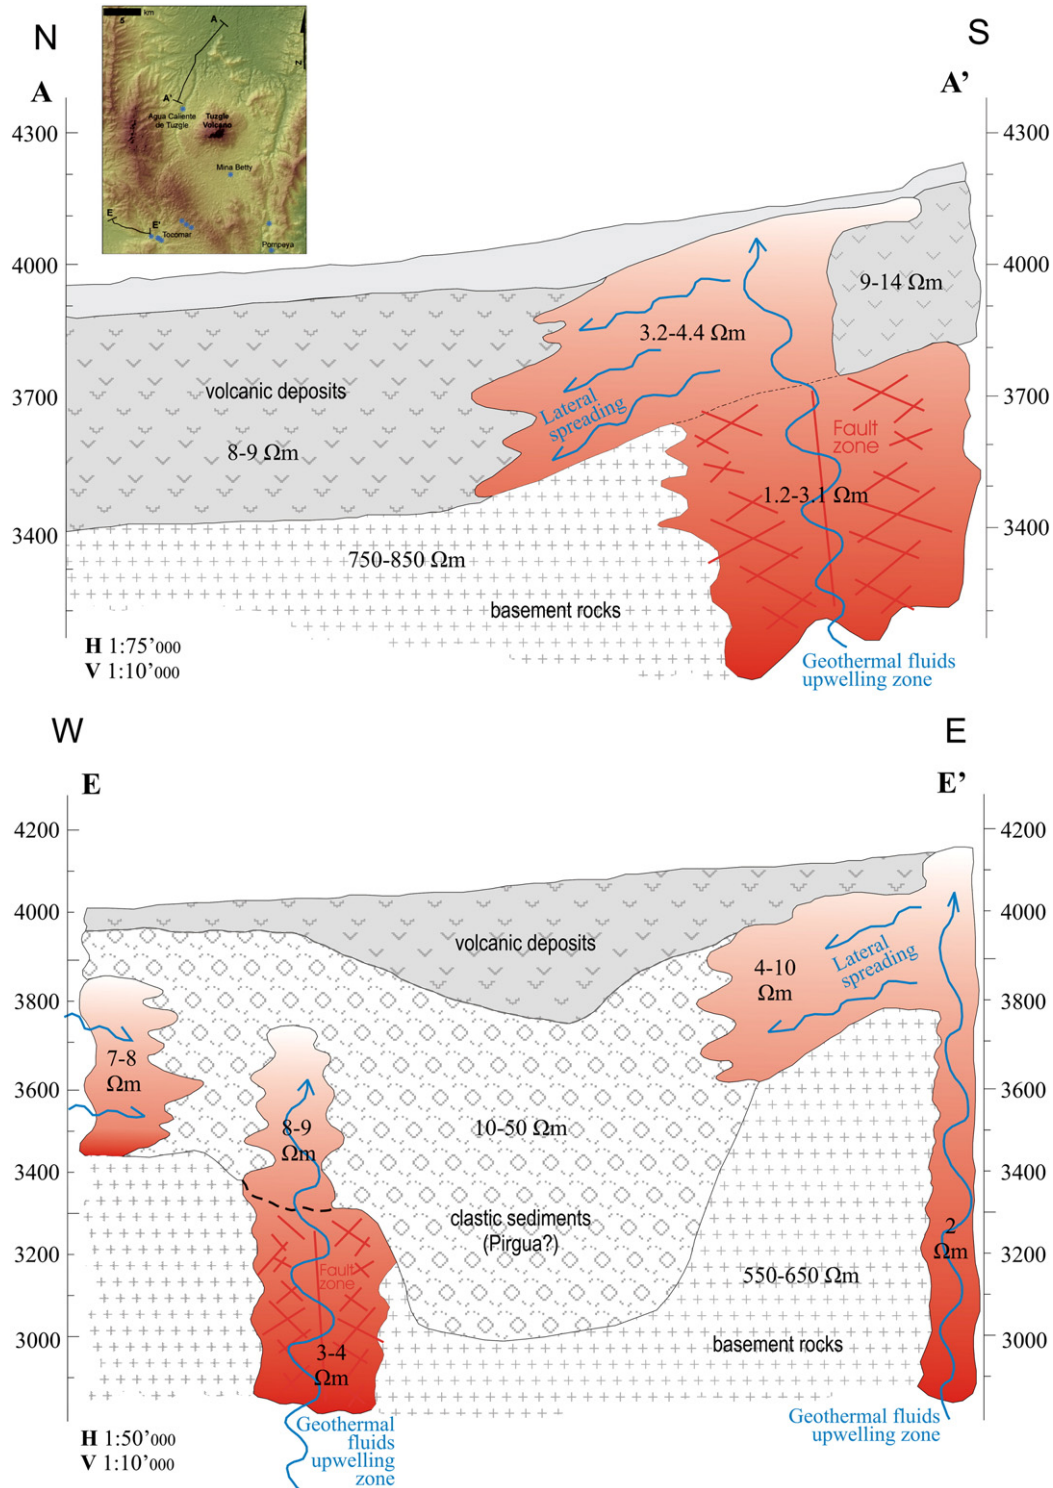 N
S
A
A’
5
A
N
A'
Agua Caliente
de Tuzgle
Tuzgle
Volcano
Mina Betty
E
E'
Tocomar
Pompeya
4300
4300
4000
4000
3700
3700
3400
3400
9-14 Ωm
3.2-4.4 Ωm
volcanic deposits
8-9 Ωm
Lateral
spreading
Fault
zone
1.2-3.1 Ωm
750-850 Ωm
basement rocks
H 1:75’000
V 1:10’000
Geothermal fluids
upwelling zone
W
E
E
E’
4200
4200
4000
4000
3800
3800
3600
3600
3400
3400
3200
3200
3000
3000
volcanic deposits
4-10
Ωm
Lateral
spreading
7-8
Ωm
8-9
Ωm
10-50 Ωm
clastic sediments
(Pirgua?)
2
Ωm
Fault
zone
550-650 Ωm
basement rocks
3-4
Ωm
H 1:50’000
V 1:10’000
Geothermal
fluids
upwelling
zone
Geothermal fluids
upwelling zone